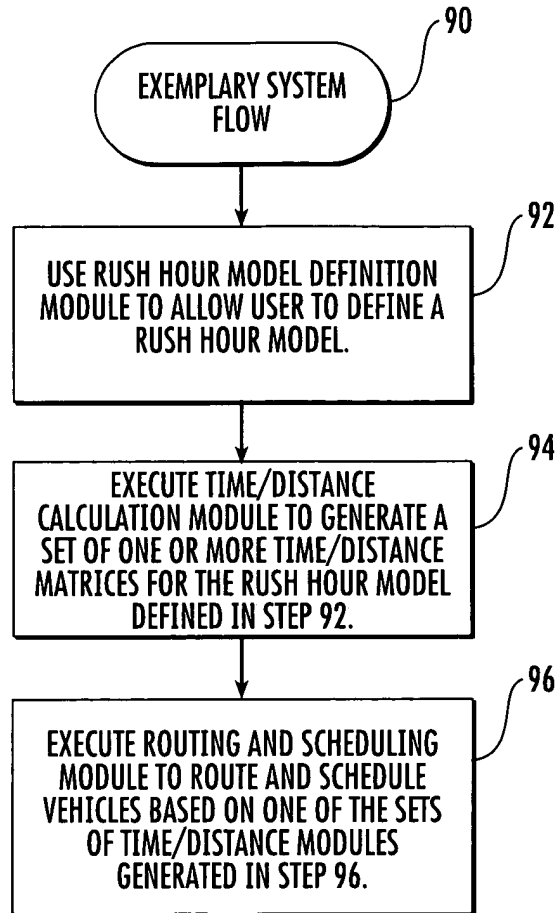 90
EXEMPLARY SYSTEM
FLOW
92
USE RUSH HOUR MODEL DEFINITION
MODULE TO ALLOW USER TO DEFINE A
RUSH HOUR MODEL.
94
EXECUTE TIME/DISTANCE
CALCULATION MODULE TO GENERATE A
SET OF ONE OR MORE TIME/DISTANCE
MATRICES FOR THE RUSH HOUR MODEL
DEFINED IN STEP 92.
96
EXECUTE ROUTING AND SCHEDULING
MODULE TO ROUTE AND SCHEDULE
VEHICLES BASED ON ONE OF THE SETS
OF TIME/DISTANCE MODULES
GENERATED IN STEP 96.